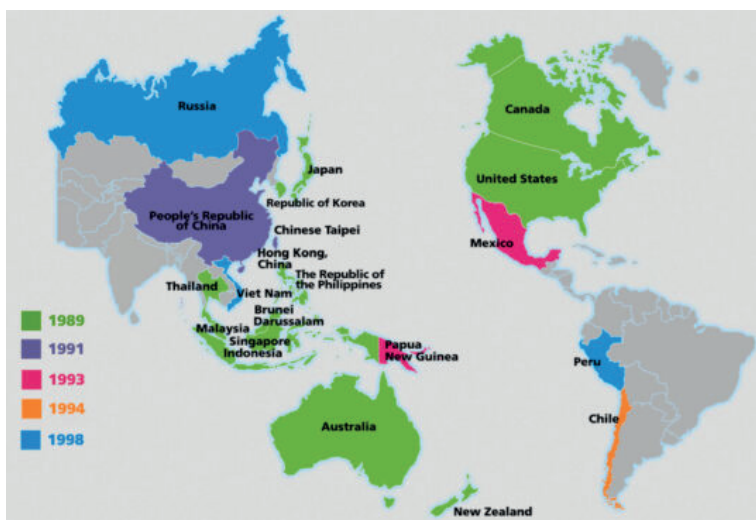 Russia
Canada
Japan
United States
Republic of Korea
People's Republic
of China
Chinese Taipei
Mexico
Hong Kong,
China
The Republic of
the Philippines
Thailand
Viet Nam
Brunei
Darussalam
Malaysia
Singapore
Indonesia
Papua
New Guinea
Peru
Chile
Australia
New Zealand
1989
1991
1993
1994
1998